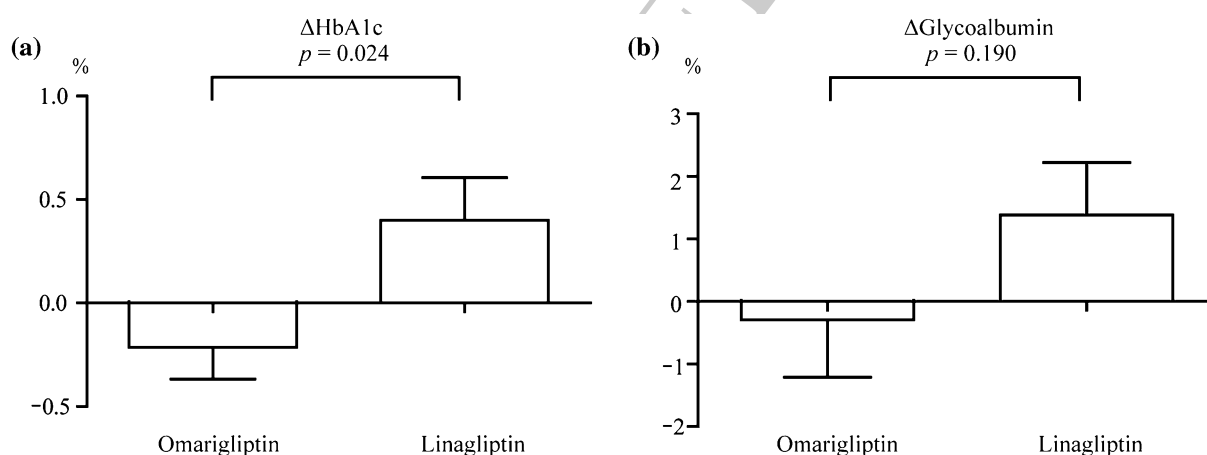 (a)
ΔHbA1c
p = 0.024
%
1.0
0.5
0.0
−0.5
Omarigliptin Linagliptin
(b)
ΔGlycoalbumin
p = 0.190
%
3
2
1
0
−1
−2
Omarigliptin Linagliptin